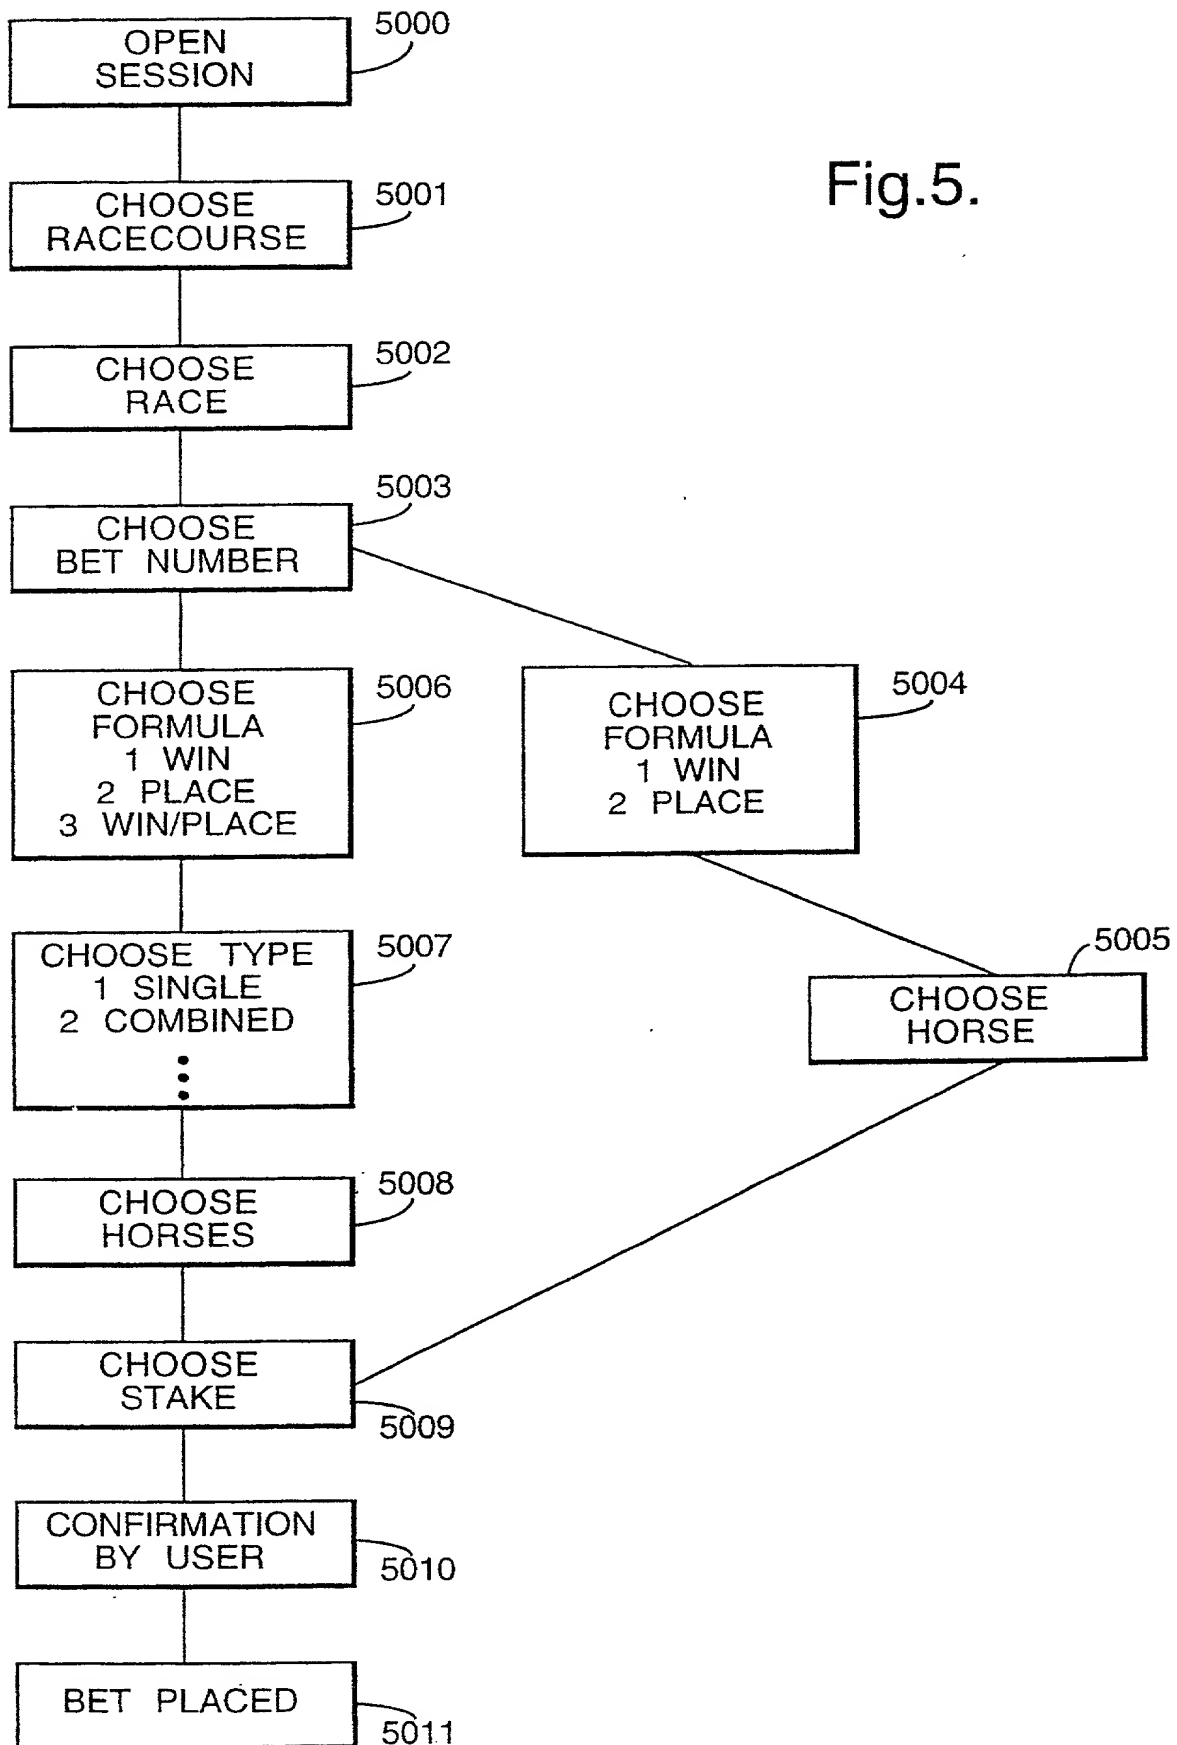 OPEN
SESSION
5000
Fig.5.
CHOOSE
RACECOURSE
5001
CHOOSE
RACE
5002
CHOOSE
BET NUMBER
5003
CHOOSE
FORMULA
1 WIN
2 PLACE
3 WIN/PLACE
5006
CHOOSE
FORMULA
1 WIN
2 PLACE
5004
CHOOSE TYPE
1 SINGLE
2 COMBINED
5007
CHOOSE
HORSE
5005
CHOOSE
HORSES
5008
CHOOSE
STAKE
5009
CONFIRMATION
BY USER
5010
BET PLACED
5011